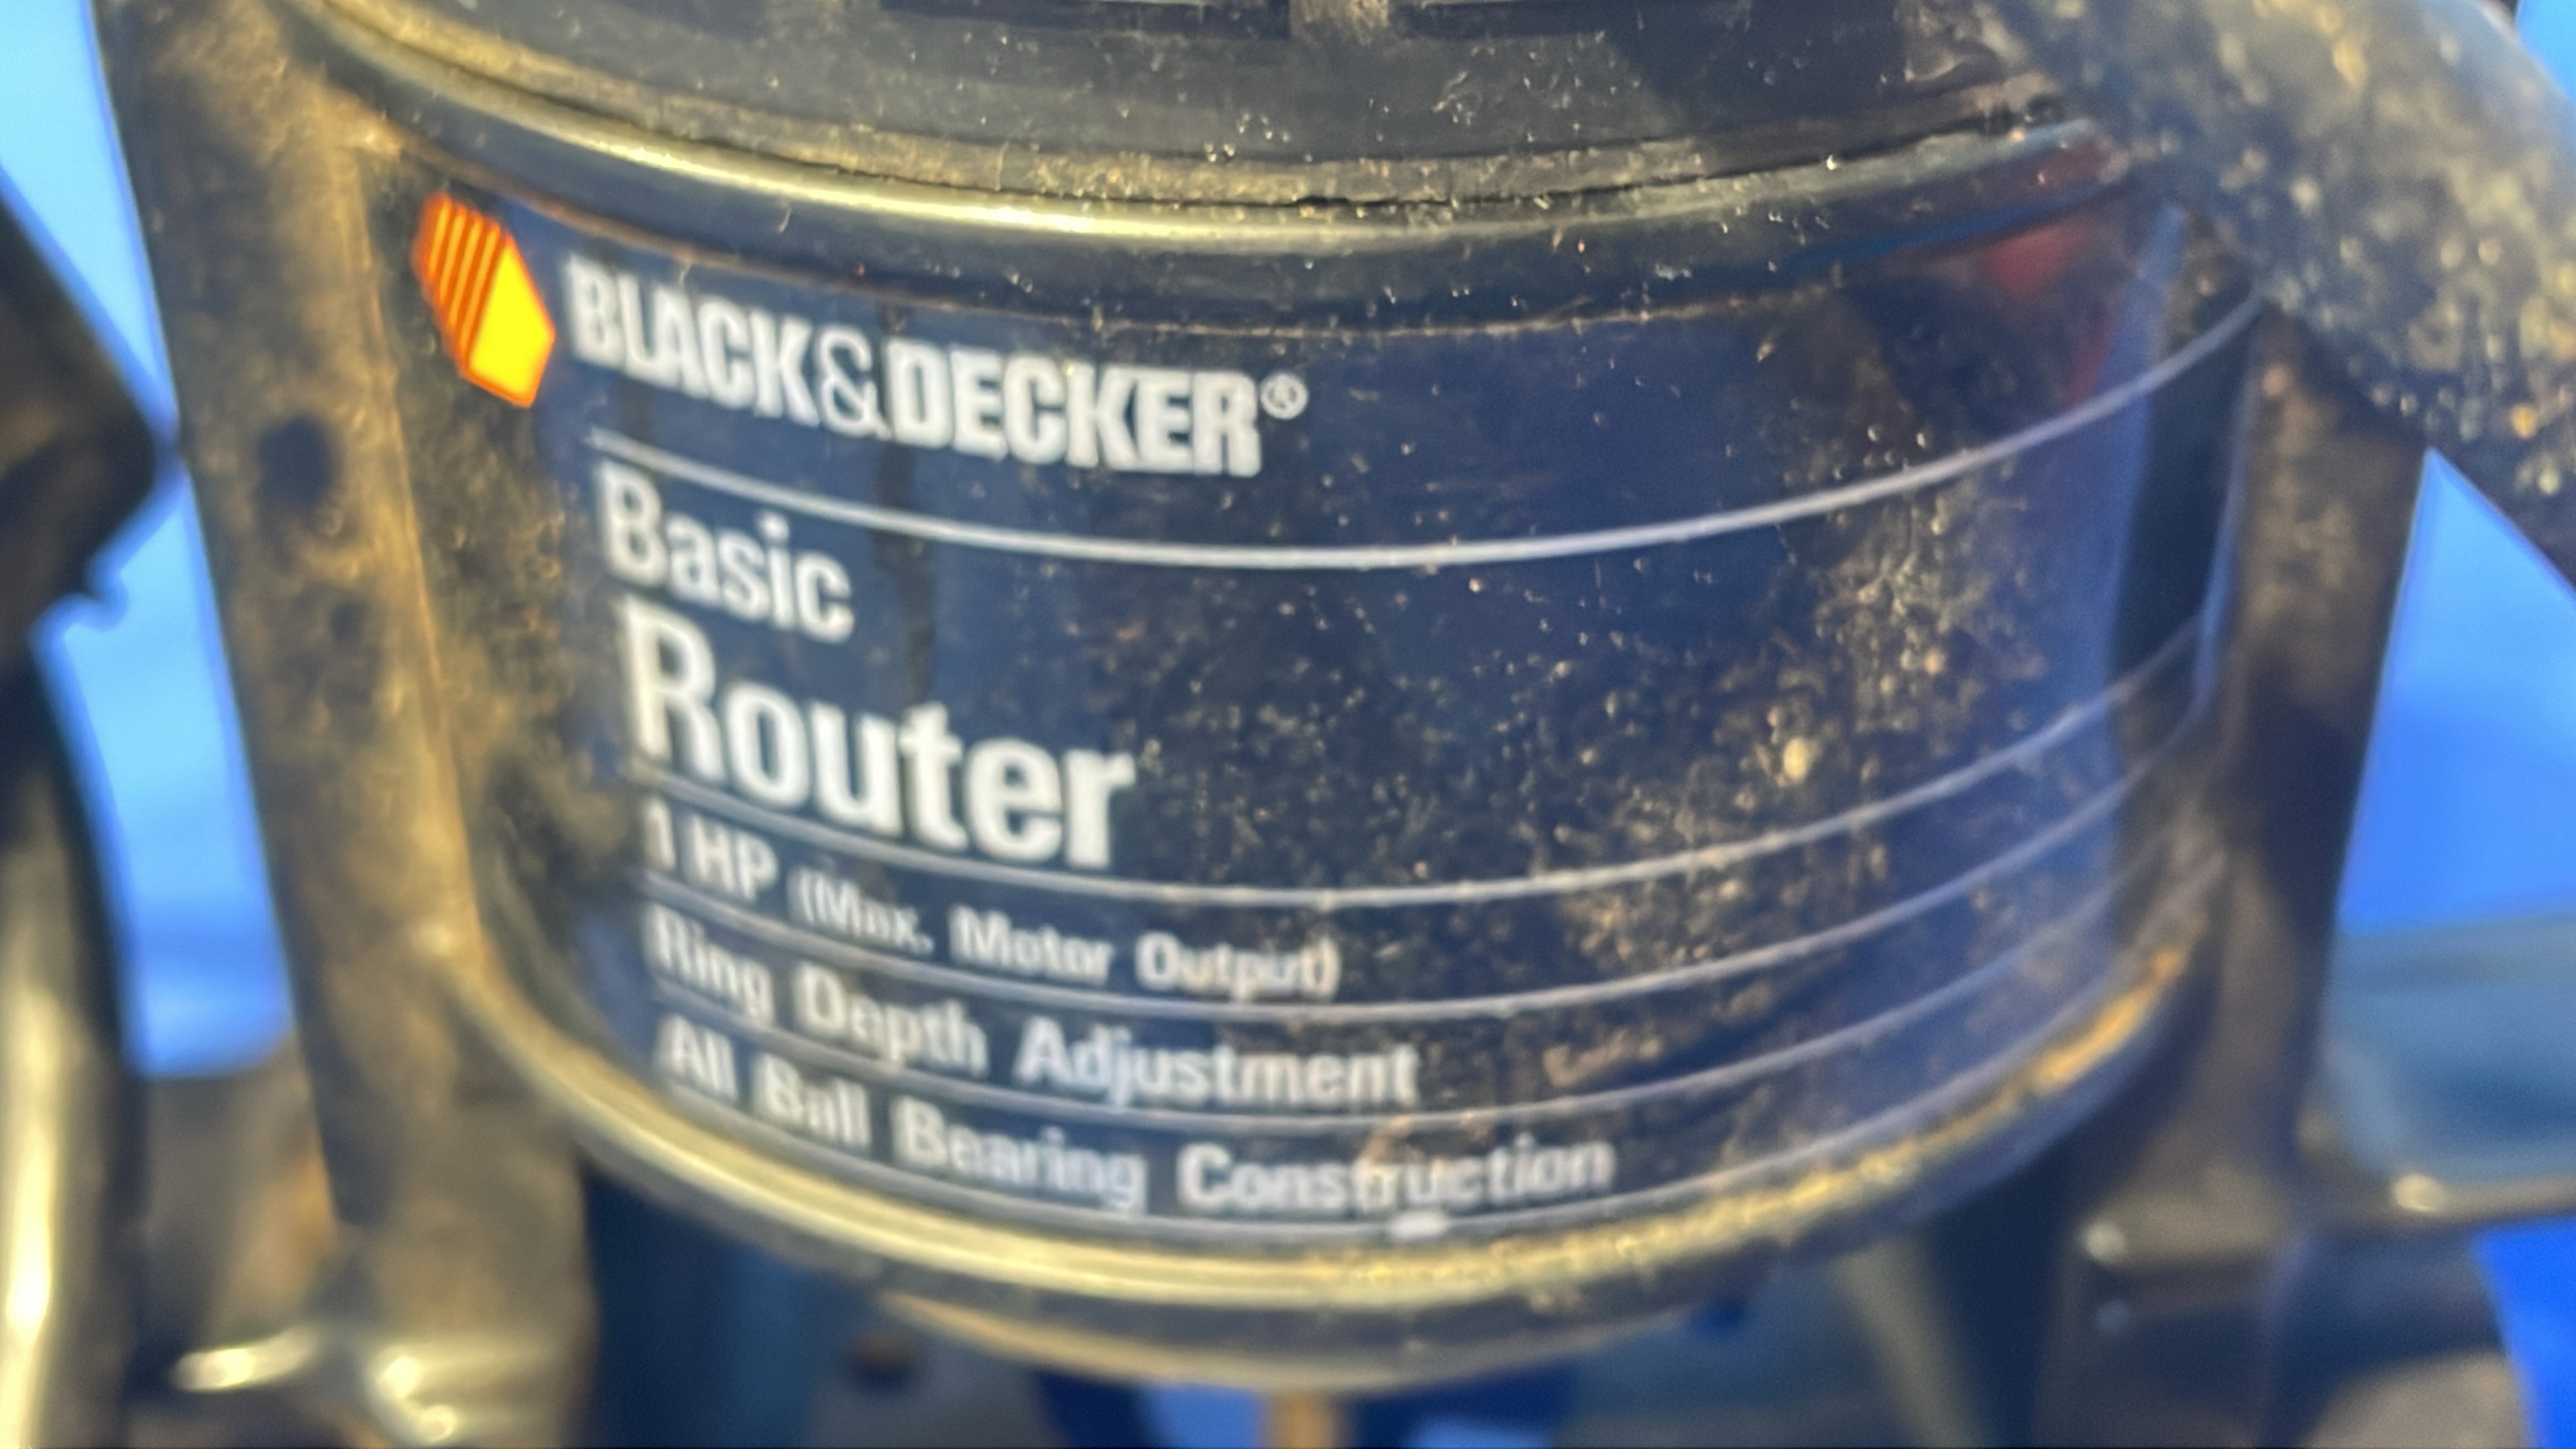 BLACK&DECKER®
Basic
Router
1 HP (Max. Motor Output)
Ring Depth Adjustment
All Ball Bearing Construction